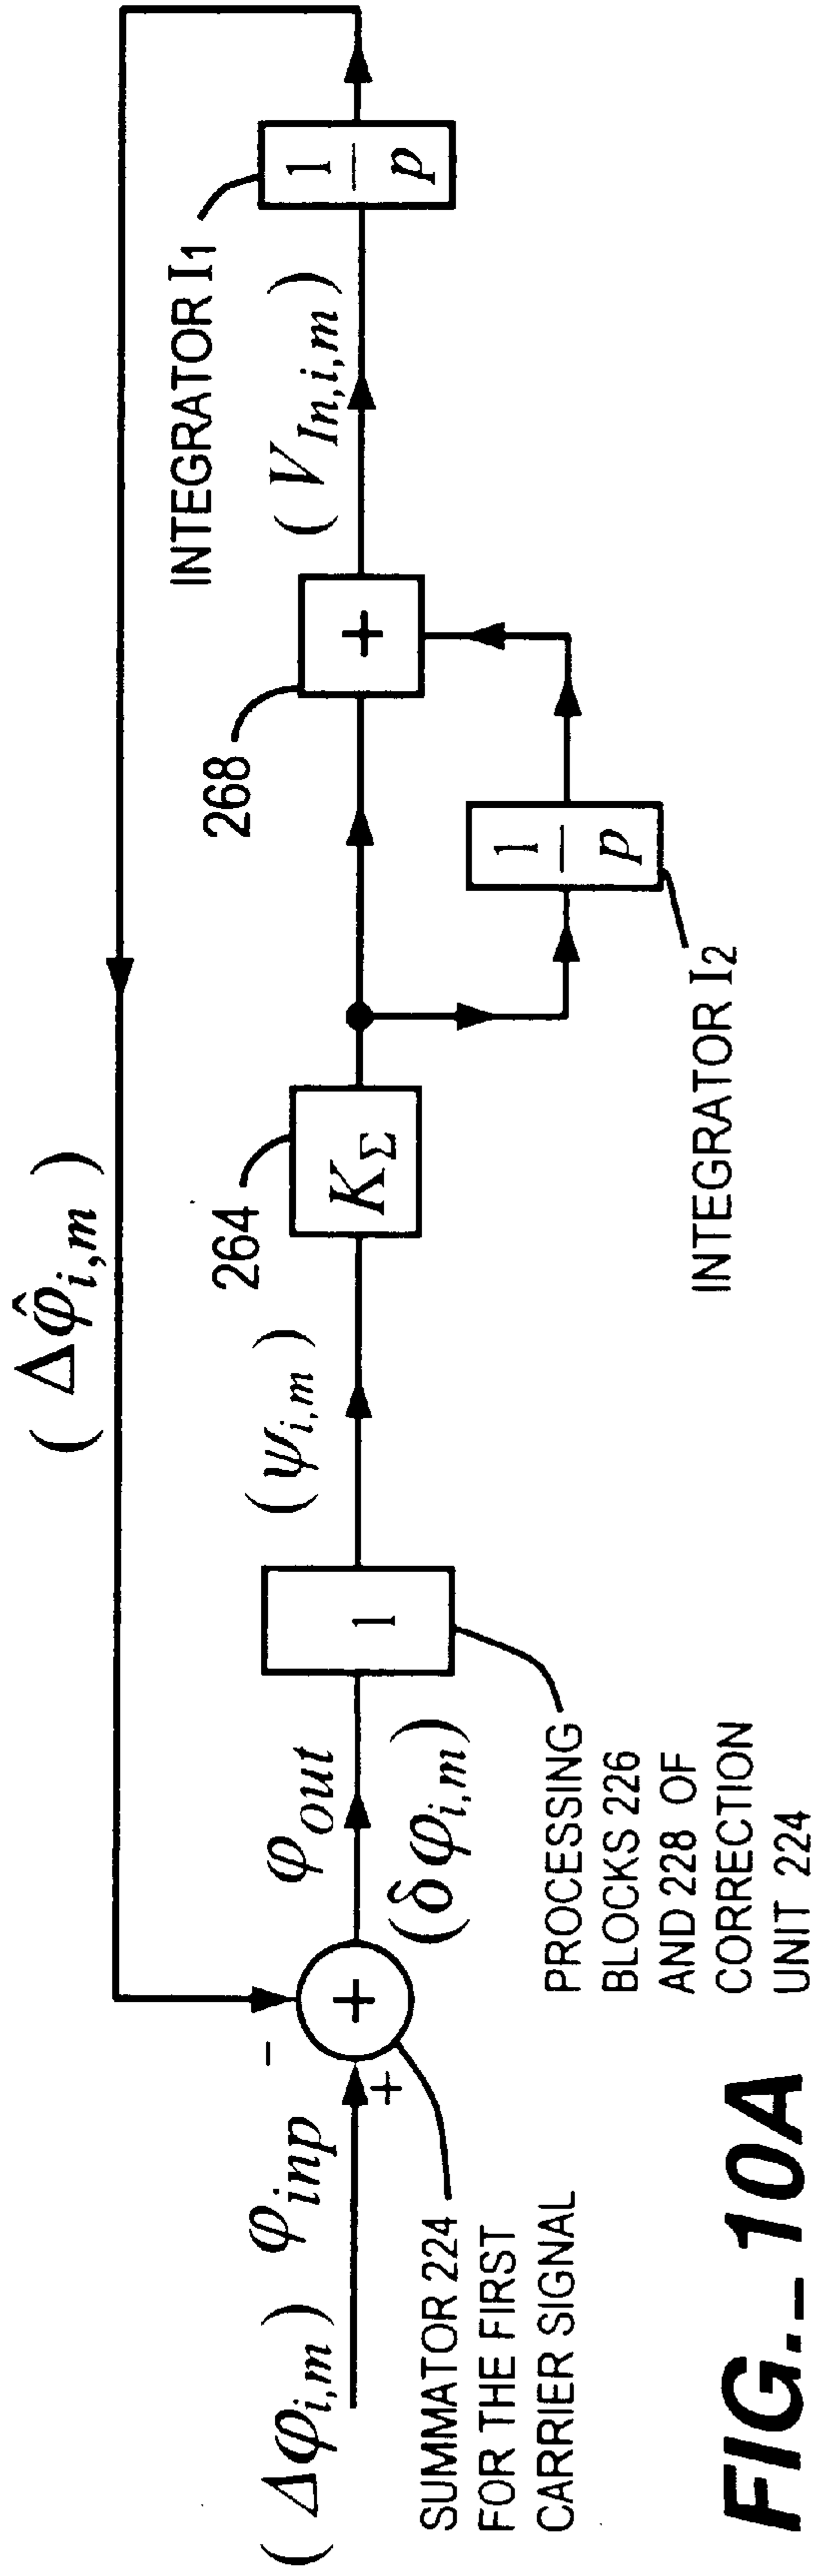 ( Δφ̂i,m )
( Δφi,m ) φinp
+
−
+
φout
(δφi,m)
1
(ψi,m)
264
KΣ
268
+
(VIn,i,m)
INTEGRATOR I1
1
p
1
p
INTEGRATOR I2
SUMMATOR 224
FOR THE FIRST
CARRIER SIGNAL
PROCESSING
BLOCKS 226
AND 228 OF
CORRECTION
UNIT 224
FIG._ 10A